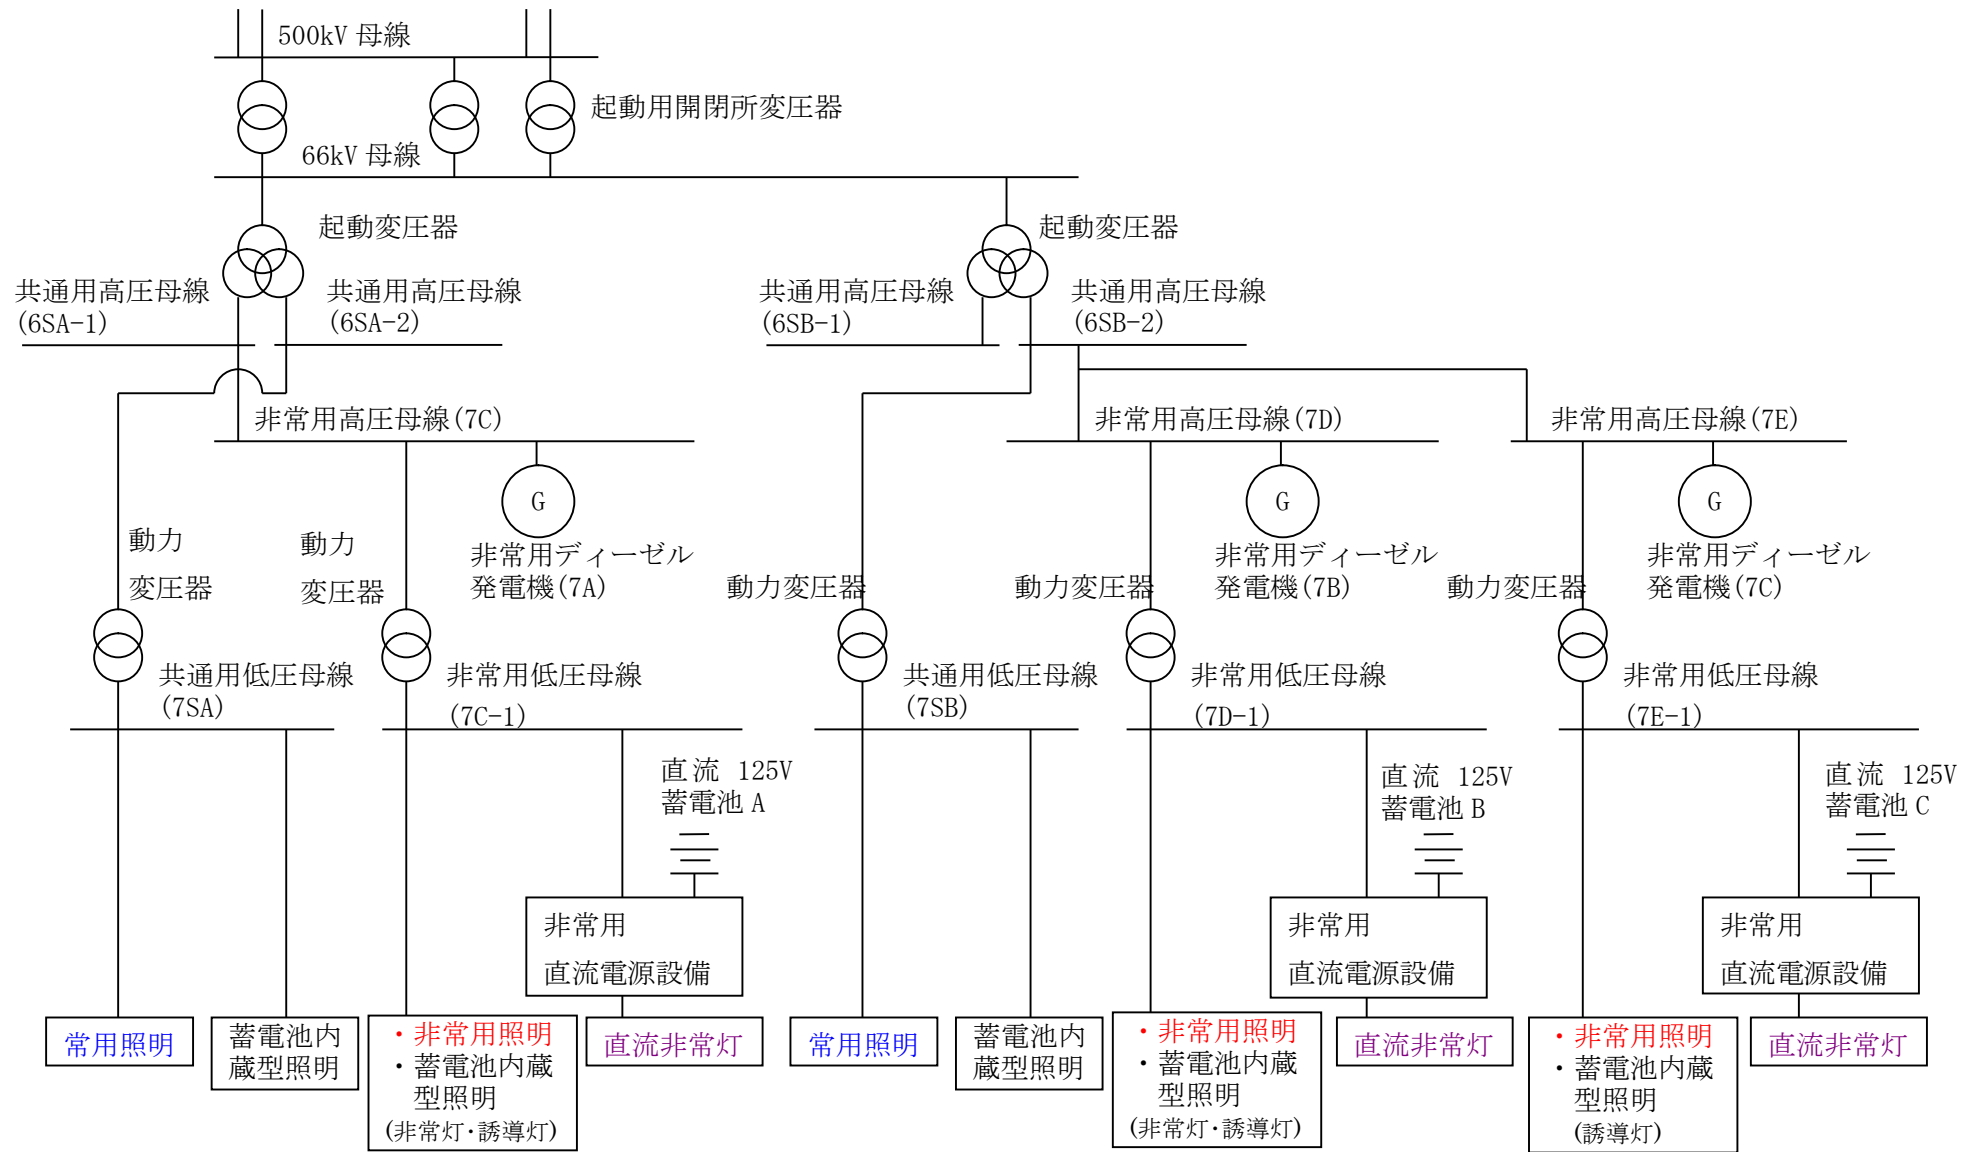 500kV 母線
起動用開閉所変圧器
66kV 母線
起動変圧器
起動変圧器
共通用高圧母線
(6SA-1)
共通用高圧母線
(6SA-2)
共通用高圧母線
(6SB-1)
共通用高圧母線
(6SB-2)
非常用高圧母線(7C)
非常用高圧母線(7D)
非常用高圧母線(7E)
G
G
G
非常用ディーゼル
発電機(7A)
非常用ディーゼル
発電機(7B)
非常用ディーゼル
発電機(7C)
動力
変圧器
動力
変圧器
動力変圧器
動力変圧器
動力変圧器
共通用低圧母線
(7SA)
非常用低圧母線
(7C-1)
共通用低圧母線
(7SB)
非常用低圧母線
(7D-1)
非常用低圧母線
(7E-1)
直流 125V
蓄電池 A
直流 125V
蓄電池 B
直流 125V
蓄電池 C
非常用
直流電源設備
非常用
直流電源設備
非常用
直流電源設備
常用照明
蓄電池内
蔵型照明
・非常用照明
・蓄電池内蔵
型照明
(非常灯・誘導灯)
直流非常灯
常用照明
蓄電池内
蔵型照明
・非常用照明
・蓄電池内蔵
型照明
(非常灯・誘導灯)
直流非常灯
・非常用照明
・蓄電池内蔵
型照明
(誘導灯)
直流非常灯